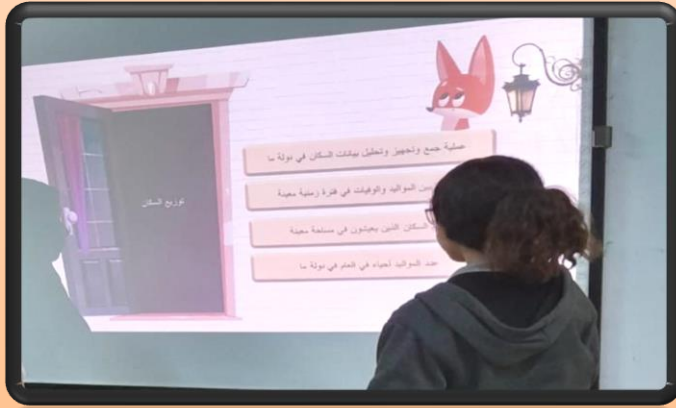 توزيع السكان
عملية جمع وتجهيز وتحليل بيانات السكان في دولة ما
بين المواليد والوفيات في فترة زمنية معينة
السكان الذين يعيشون في مساحة معينة
عدد المواليد أحياء في العام في دولة ما